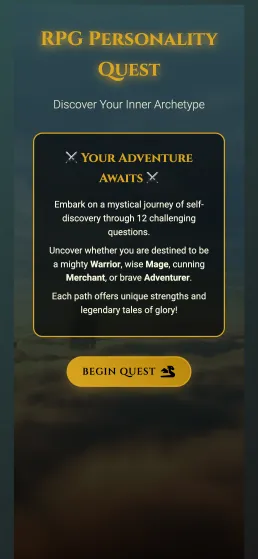 RPG Personality
Quest
Discover Your Inner Archetype
⚔ Your Adventure
Awaits ⚔
Embark on a mystical journey of self-
discovery through 12 challenging
questions.
Uncover whether you are destined to be
a mighty Warrior, wise Mage, cunning
Merchant, or brave Adventurer.
Each path offers unique strengths and
legendary tales of glory!
BEGIN QUEST 🐉